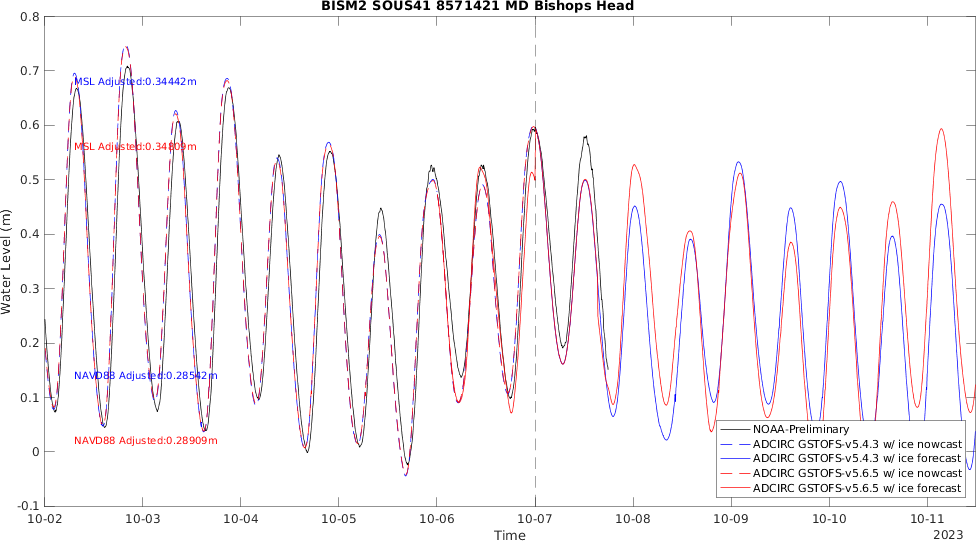 BISM2 SOUS41 8571421 MD Bishops Head
0.8
0.7
0.6
0.5
0.4
0.3
0.2
0.1
0
-0.1
Water Level (m)
MSL Adjusted:0.34442m
MSL Adjusted:0.34809m
NAVD88 Adjusted:0.28542m
NAVD88 Adjusted:0.28909m
NOAA-Preliminary
ADCIRC GSTOFS-v5.4.3 w/ ice nowcast
ADCIRC GSTOFS-v5.4.3 w/ ice forecast
ADCIRC GSTOFS-v5.6.5 w/ ice nowcast
ADCIRC GSTOFS-v5.6.5 w/ ice forecast
10-02 10-03 10-04 10-05 10-06 10-07 10-08 10-09 10-10 10-11
Time
2023